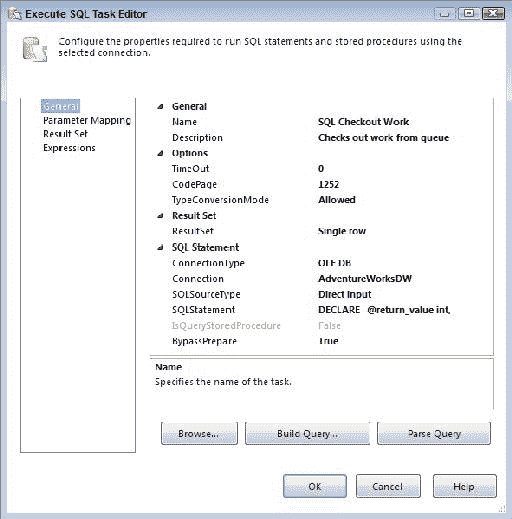 Execute SQL Task Editor
Configure the properties required to run SQL statements and stored procedures using the
selected connection.
General
Parameter Mapping
Result Set
Expressions
General
Name SQL Checkout Work
Description Checks out work from queue
Options
TimeOut 0
CodePage 1252
TypeConversionMode Allowed
Result Set
ResultSet Single row
SQL Statement
ConnectionType OLE DB
Connection AdventureWorksDW
SQLSourceType Direct input
SQLStatement DECLARE @return_value int,
IsQueryStoredProcedure False
BypassPrepare True
Name
Specifies the name of the task.
Browse...
Build Query...
Parse Query
OK
Cancel
Help